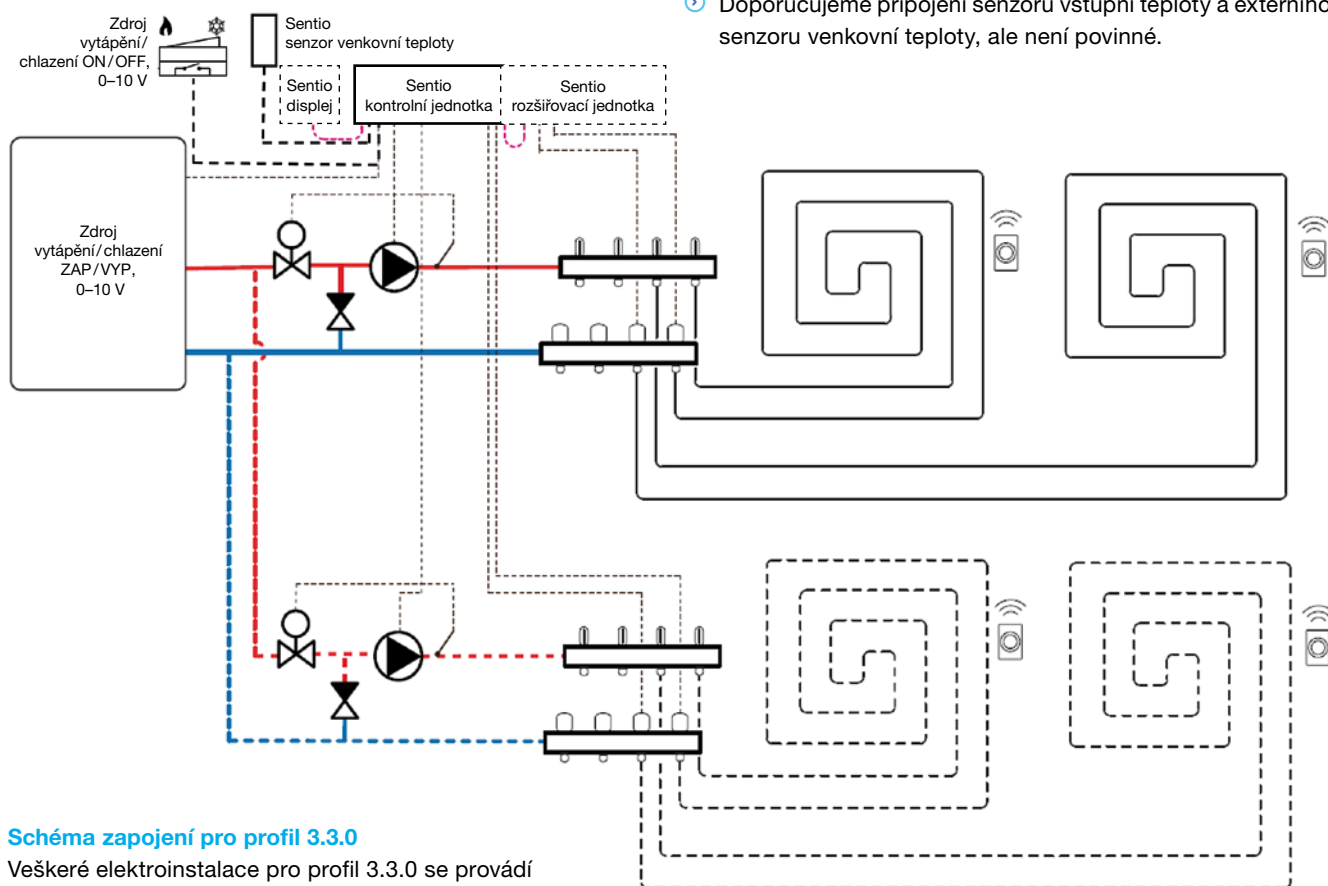 Doporučujeme připojení senzoru vstupní teploty a externího
senzoru venkovní teploty, ale není povinné.
Zdroj
vytápění/
chlazení ON/OFF,
0–10 V
Sentio
senzor venkovní teploty
Sentio
displej
Sentio
kontrolní jednotka
Sentio
rozšiřovací jednotka
Zdroj
vytápění/chlazení
ZAP/VYP,
0–10 V
Schéma zapojení pro profil 3.3.0
Veškeré elektroinstalace pro profil 3.3.0 se provádí